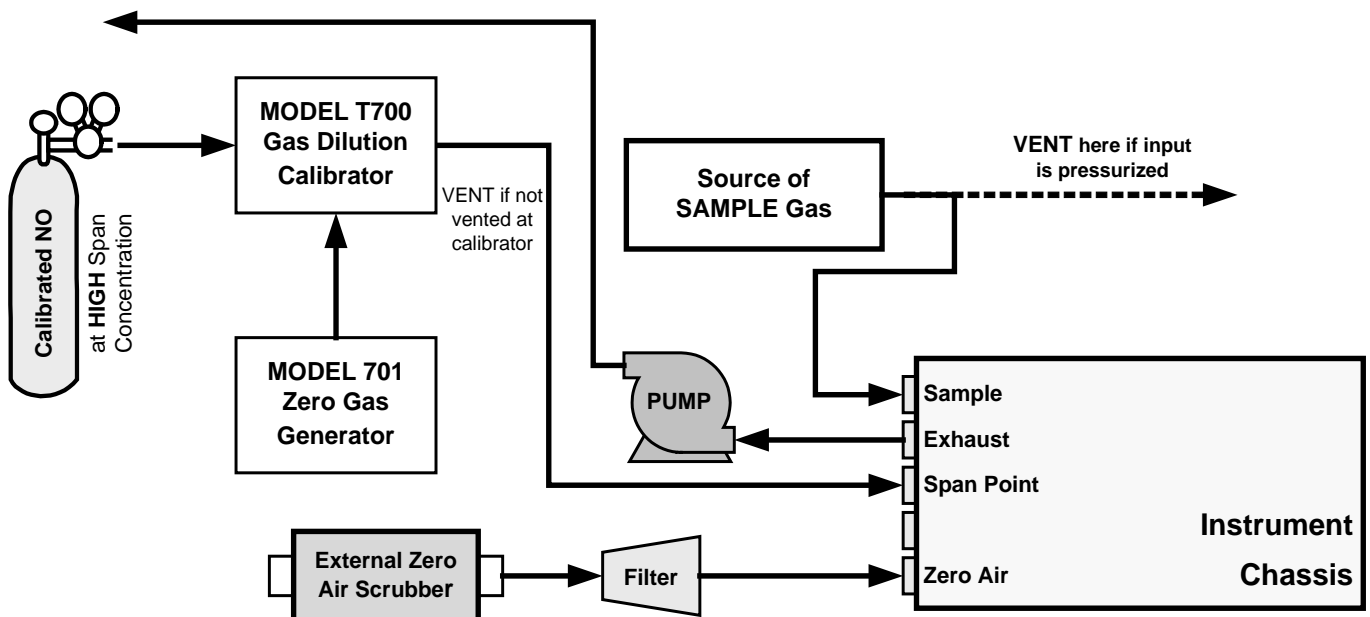 MODEL T700
Gas Dilution
Calibrator
Calibrated NO
at HIGH Span
Concentration
VENT if not
vented at
calibrator
MODEL 701
Zero Gas
Generator
Source of
SAMPLE Gas
VENT here if input
is pressurized
PUMP
Sample
Exhaust
Span Point
Zero Air
Instrument
Chassis
External Zero
Air Scrubber
Filter